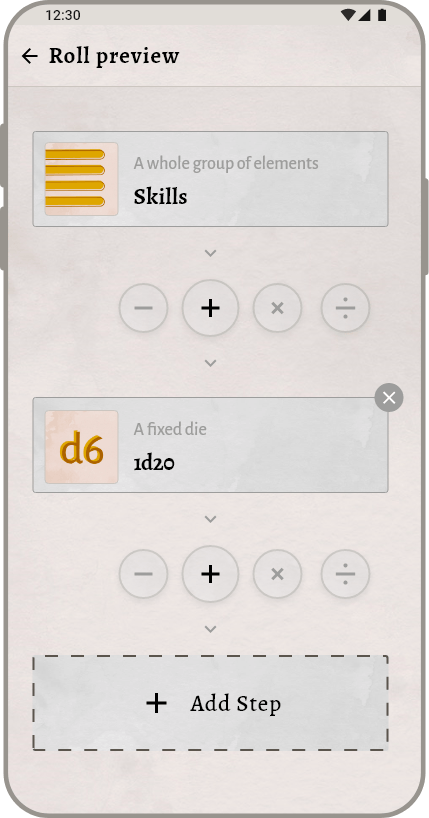 12:30
Roll preview
A whole group of elements
Skills
− + × ÷
A fixed die
d6
1d20
− + × ÷
+ Add Step